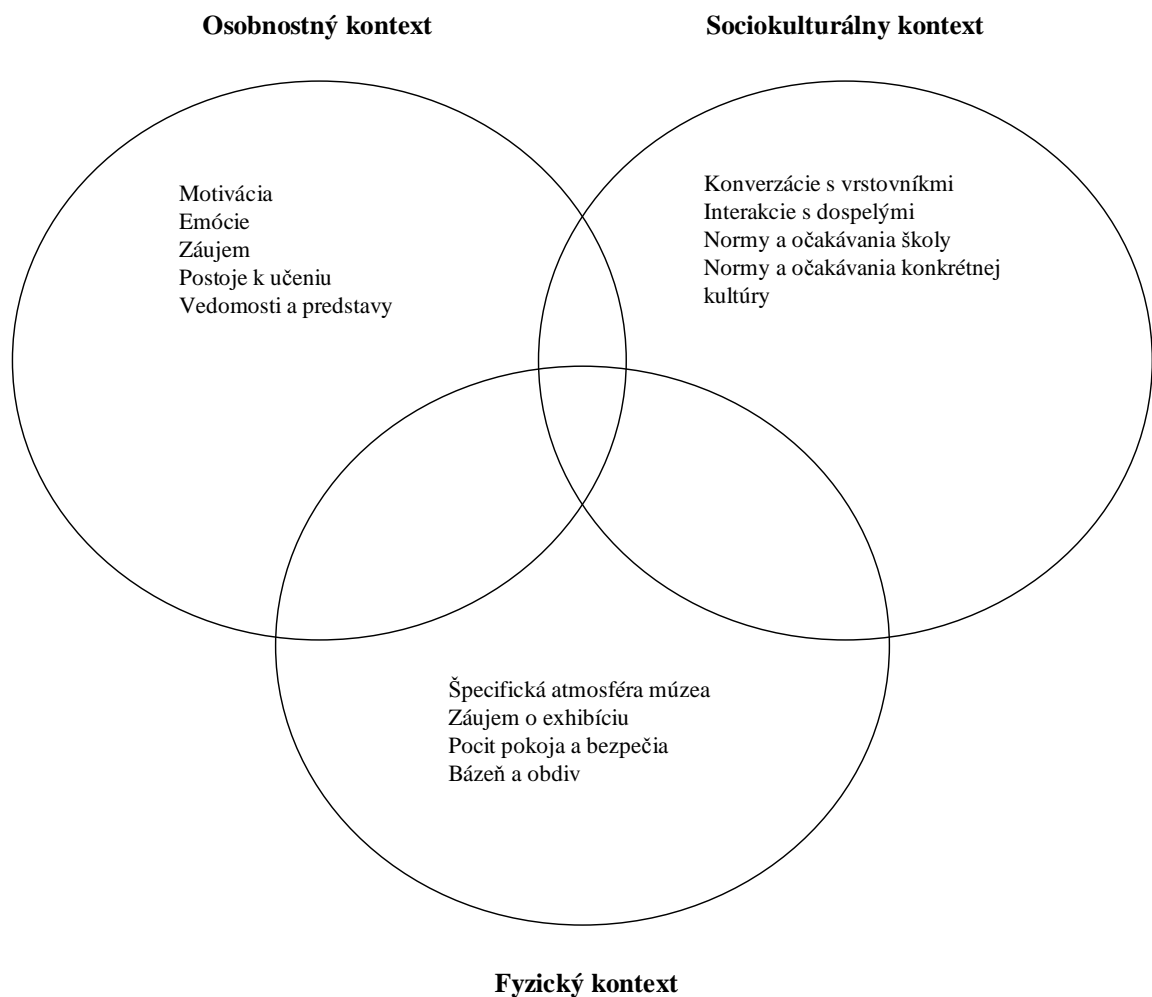 Osobnostný kontext
Sociokulturálny kontext
Motivácia
Emócie
Záujem
Postoje k učeniu
Vedomosti a predstavy
Konverzácie s vrstovníkmi
Interakcie s dospelými
Normy a očakávania školy
Normy a očakávania konkrétnej
kultúry
Špecifická atmosféra múzea
Záujem o exhibíciu
Pocit pokoja a bezpečia
Bázeň a obdiv
Fyzický kontext